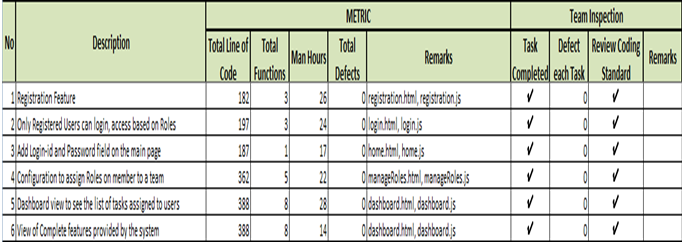 METRIC Team Inspection
No Description Total Line of Code Total Functions Man Hours Total Defects Remarks Task Completed Defect each Task Review Coding Standard Remarks
1 Registration Feature 182 3 26 0 registration.html, registration.js ✓ 0 ✓
2 Only Registered Users can login, access based on Roles 197 3 24 0 login.html, login.js ✓ 0 ✓
3 Add Login-id and Password field on the main page 187 1 17 0 home.html, home.js ✓ 0 ✓
4 Configuration to assign Roles on member to a team 362 5 22 0 manageRoles.html, manageRoles.js ✓ 0 ✓
5 Dashboard view to see the list of tasks assigned to users 388 8 28 0 dashboard.html, dashboard.js ✓ 0 ✓
6 View of Complete features provided by the system 388 8 14 0 dashboard.html, dashboard.js ✓ 0 ✓